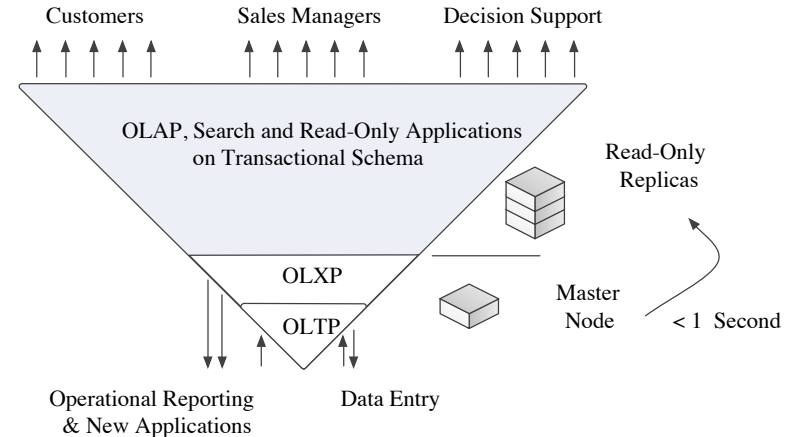 Customers
Sales Managers
Decision Support
OLAP, Search and Read-Only Applications
on Transactional Schema
Read-Only
Replicas
OLXP
Master
Node
< 1 Second
OLTP
Operational Reporting
& New Applications
Data Entry